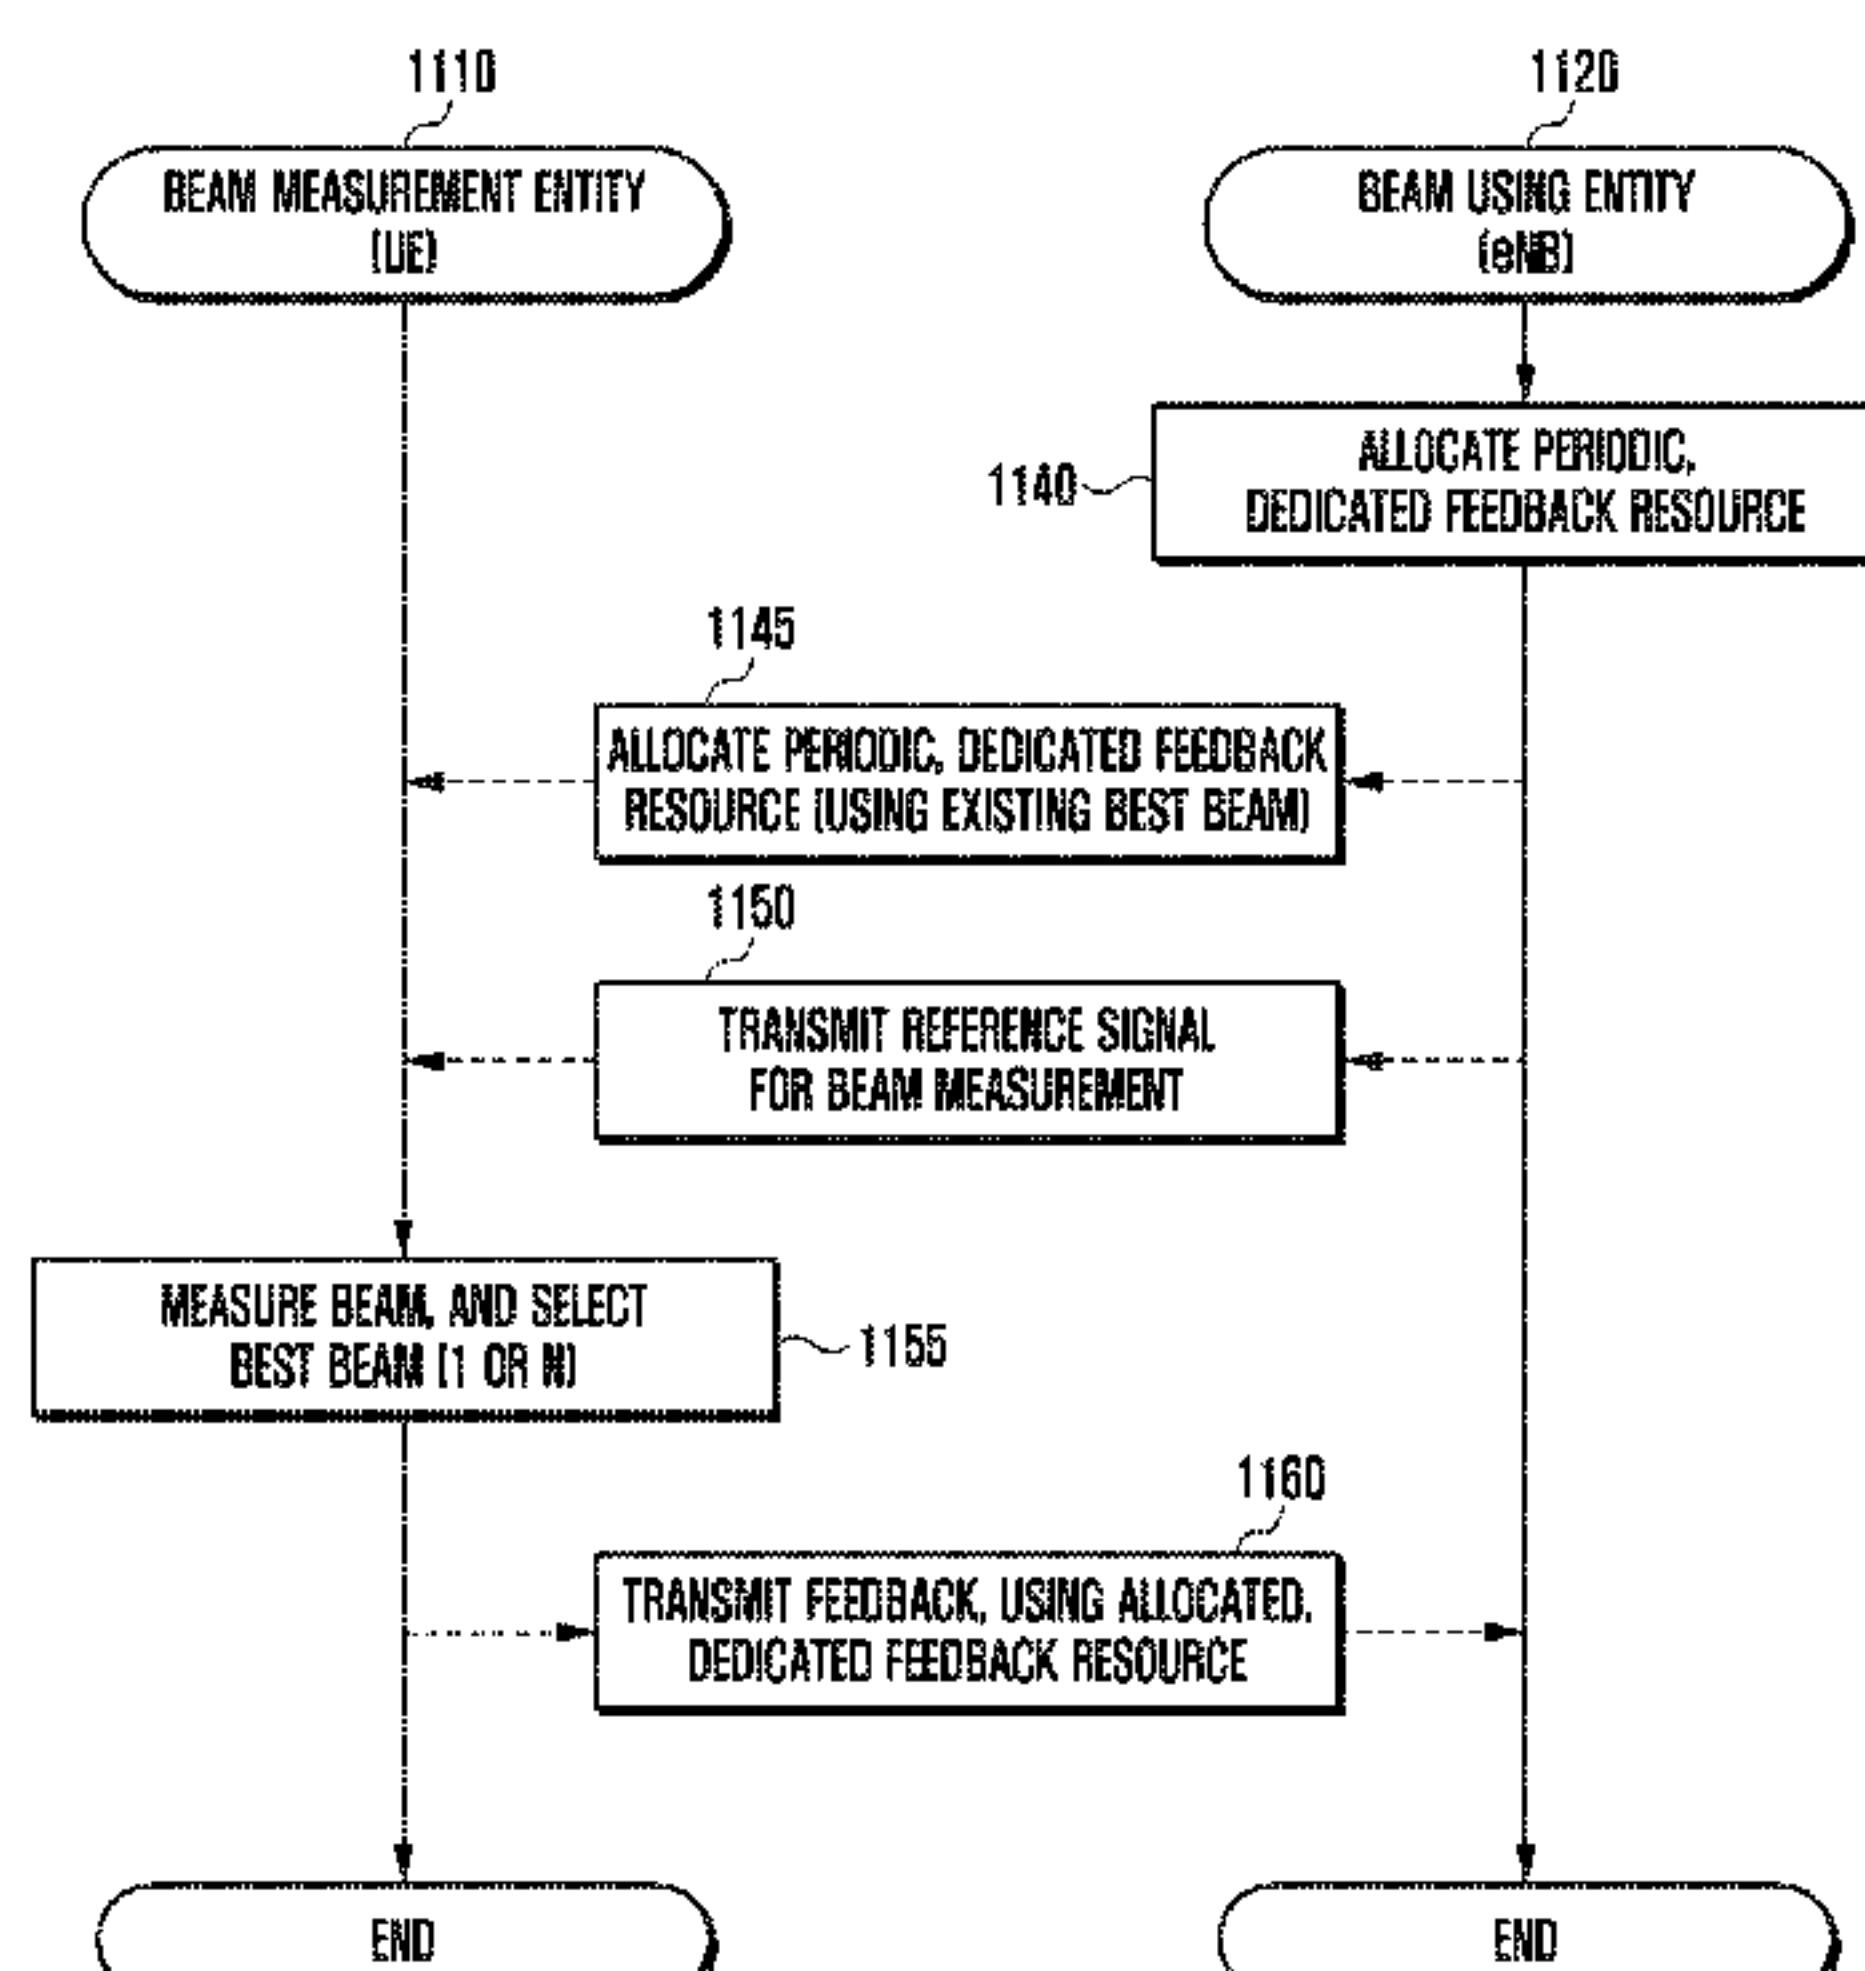 1110
1120
BEAM MEASUREMENT ENTITY
(UE)
BEAM USING ENTITY
(eNB)
1140
ALLOCATE PERIODIC,
DEDICATED FEEDBACK RESOURCE
1145
ALLOCATE PERIODIC, DEDICATED FEEDBACK
RESOURCE (USING EXISTING BEST BEAM)
1150
TRANSMIT REFERENCE SIGNAL
FOR BEAM MEASUREMENT
MEASURE BEAM, AND SELECT
BEST BEAM (1 OR N)
1155
1160
TRANSMIT FEEDBACK, USING ALLOCATED,
DEDICATED FEEDBACK RESOURCE
END
END